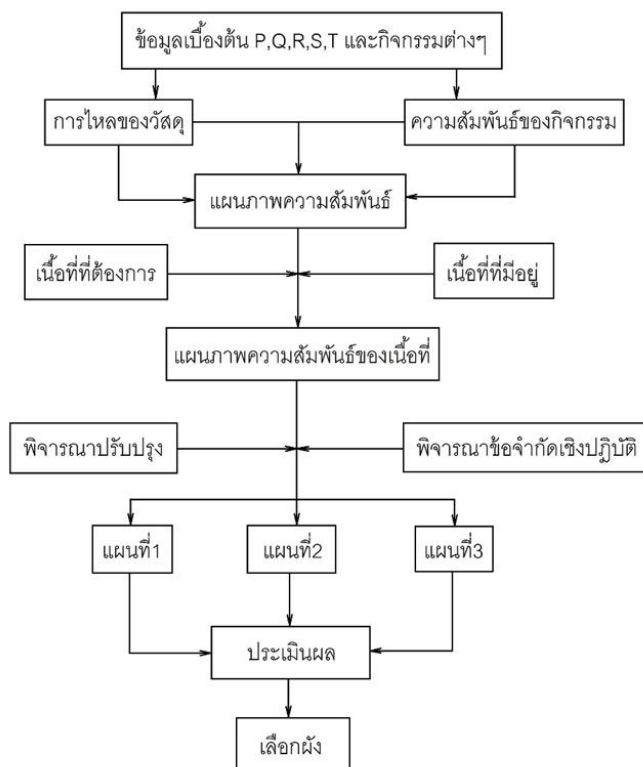 ข้อมูลเบื้องต้น P,Q,R,S,T และกิจกรรมต่างๆ
การไหลของวัสดุ
ความสัมพันธ์ของกิจกรรม
แผนภาพความสัมพันธ์
เนื้อที่ที่ต้องการ
เนื้อที่ที่มีอยู่
แผนภาพความสัมพันธ์ของเนื้อที่
พิจารณาปรับปรุง
พิจารณาข้อจำกัดเชิงปฏิบัติ
แผนที่1
แผนที่2
แผนที่3
ประเมินผล
เลือกผัง